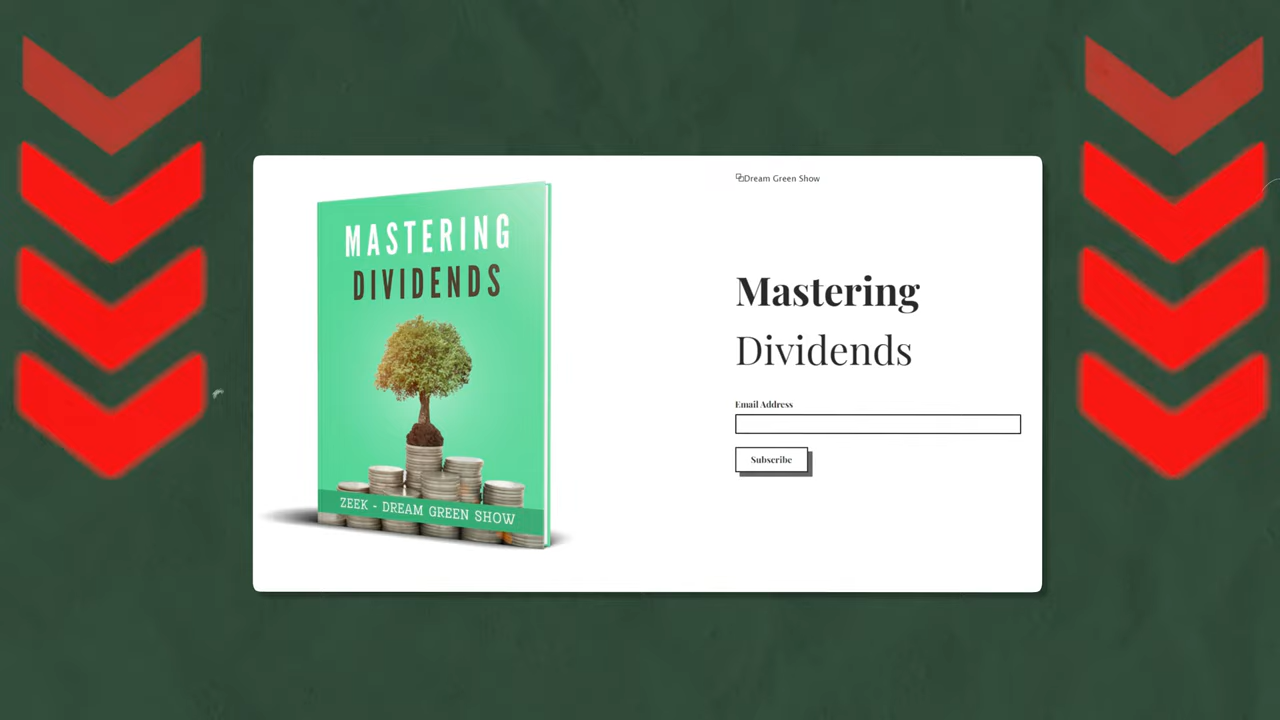 MASTERING
DIVIDENDS
ZEEK - DREAM GREEN SHOW
Dream Green Show
Mastering
Dividends
Email Address
Subscribe